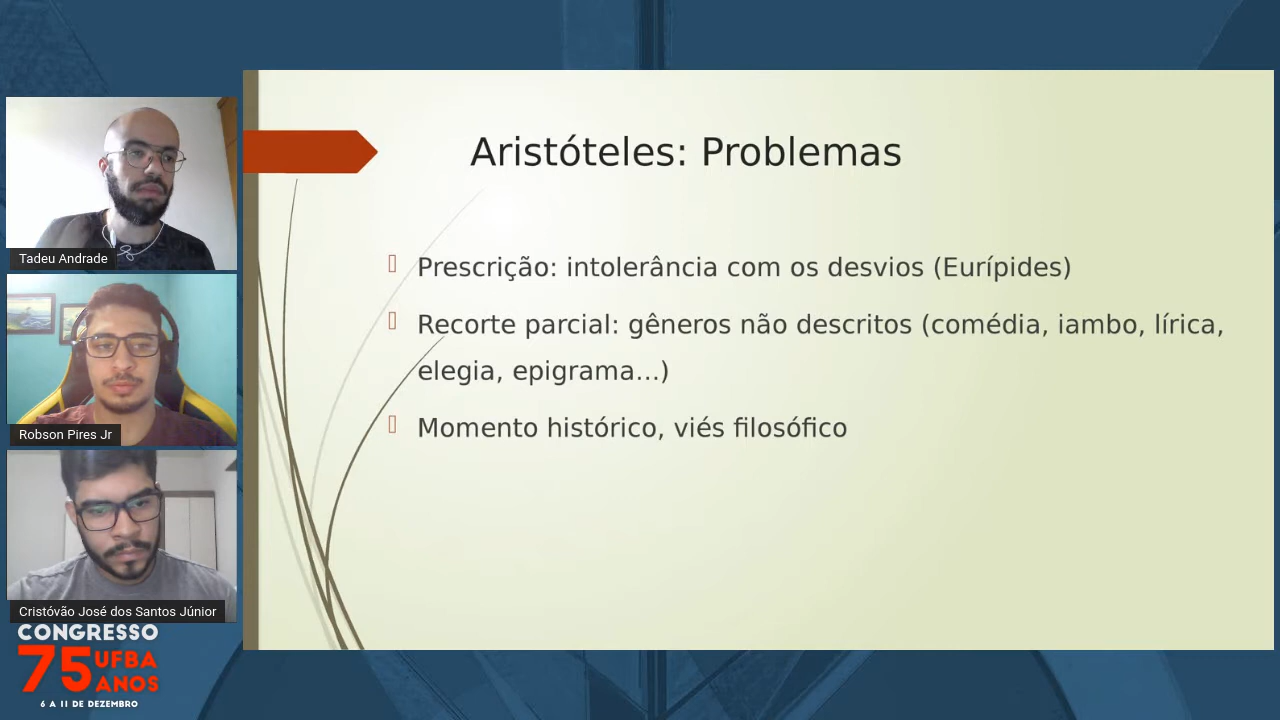 Aristóteles: Problemas
Prescrição: intolerância com os desvios (Eurípides)
Recorte parcial: gêneros não descritos (comédia, iambo, lírica,
elegia, epigrama...)
Momento histórico, viés filosófico
Tadeu Andrade
Robson Pires Jr
Cristóvão José dos Santos Júnior
CONGRESSO
75 UFBA
ANOS
6 A 11 DE DEZEMBRO